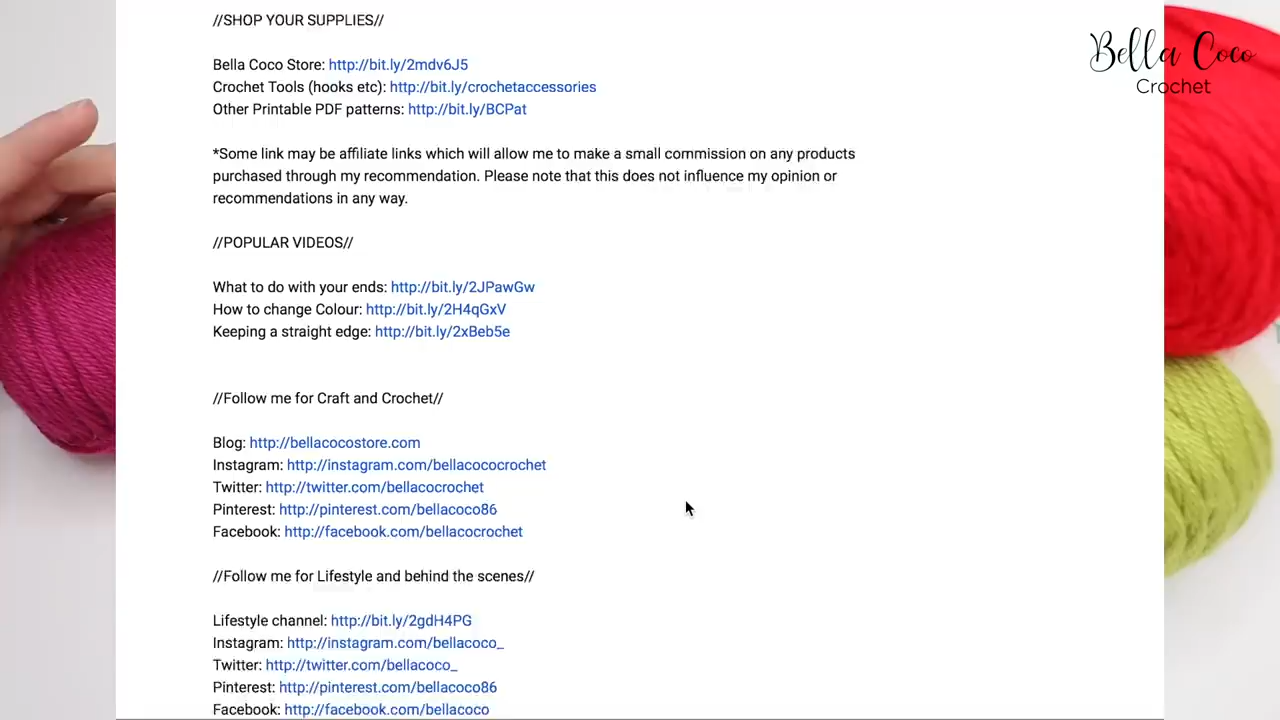 //SHOP YOUR SUPPLIES//
Bella Coco
Crochet
Bella Coco Store: http://bit.ly/2mdv6J5
Crochet Tools (hooks etc): http://bit.ly/crochetaccessories
Other Printable PDF patterns: http://bit.ly/BCPat
*Some link may be affiliate links which will allow me to make a small commission on any products
purchased through my recommendation. Please note that this does not influence my opinion or
recommendations in any way.
//POPULAR VIDEOS//
What to do with your ends: http://bit.ly/2JPawGw
How to change Colour: http://bit.ly/2H4qGxV
Keeping a straight edge: http://bit.ly/2xBeb5e
//Follow me for Craft and Crochet//
Blog: http://bellacocostore.com
Instagram: http://instagram.com/bellacococrochet
Twitter: http://twitter.com/bellacocrochet
Pinterest: http://pinterest.com/bellacoco86
Facebook: http://facebook.com/bellacocrochet
//Follow me for Lifestyle and behind the scenes//
Lifestyle channel: http://bit.ly/2gdH4PG
Instagram: http://instagram.com/bellacoco_
Twitter: http://twitter.com/bellacoco_
Pinterest: http://pinterest.com/bellacoco86
Facebook: http://facebook.com/bellacoco